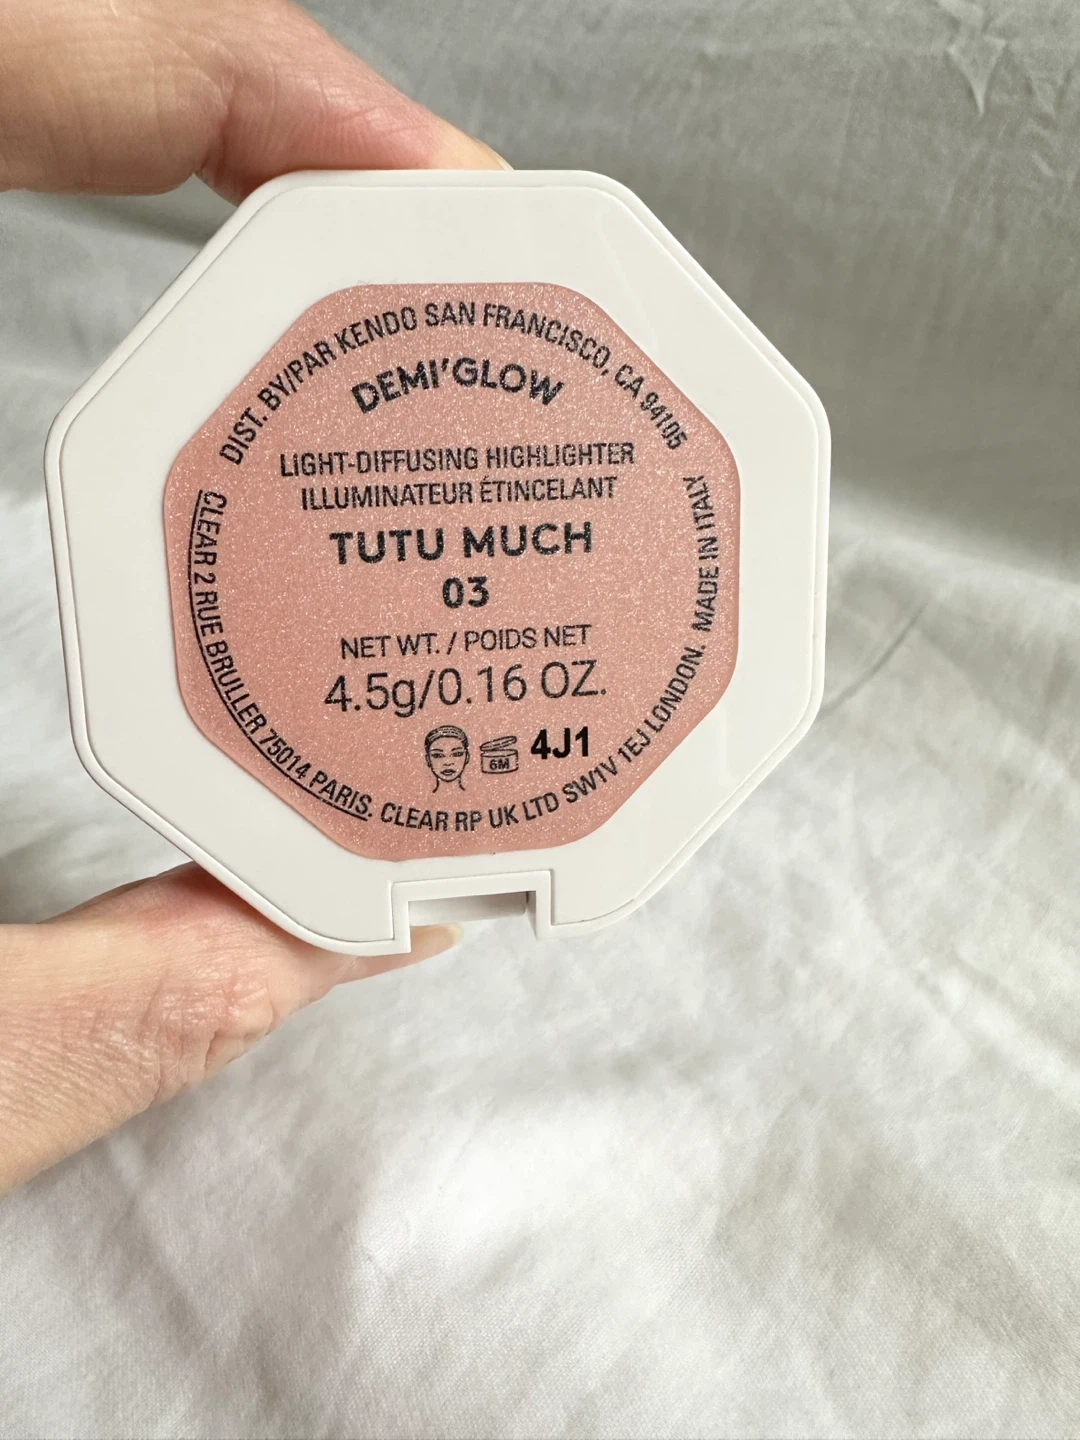 DIST. BY/PAR KENDO SAN FRANCISCO, CA 94105
DEMI'GLOW
LIGHT-DIFFUSING HIGHLIGHTER
ILLUMINATEUR ÉTINCELANT
TUTU MUCH
03
NET WT. / POIDS NET
4.5g/0.16 OZ.
6M 4J1
CLEAR 2 RUE BRULLER 75014 PARIS. CLEAR RP UK LTD SW1V 1EJ LONDON. MADE IN ITALY